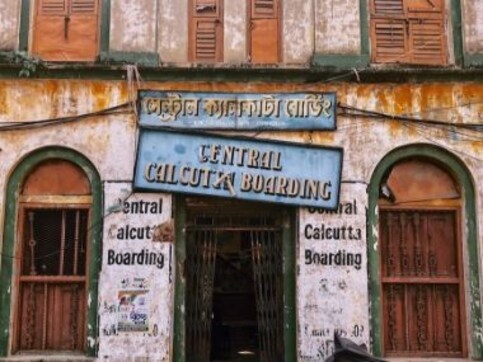 সেন্ট্রাল ক্যালকাটা বোর্ডিং
CENTRAL
CALCUTTA BOARDING
Central
Calcutta
Boarding
Central
Calcutta
Boarding